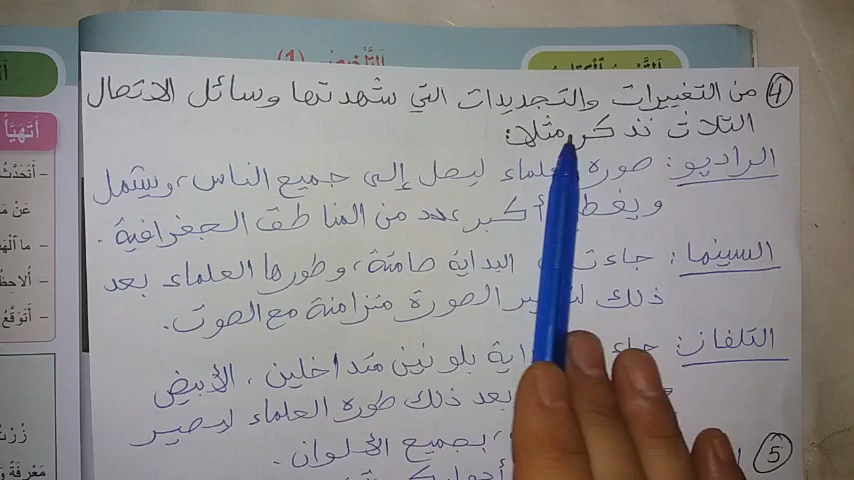 ④ من التغييرات والتجديدات التي شهدتها وسائل الاتصال
الثلاث نذكر مثلا:
الراديو: طوره العلماء ليصل إلى جميع الناس، ويشمل
ويغطي أكبر عدد من المناطق الجغرافية.
السينما: جاءت البداية صامتة، وطورها العلماء بعد
ذلك الصورة متزامنة مع الصوت.
التلفاز: بلونين متداخلين، الأبيض
بعد ذلك طوره العلماء ليصير
، بجميع الألوان.
⑤
أَتَهَيَّأُ
- أَتَحَدَّثُ
عَنْ
- أُلاحِظُ
- أَتَوَقَّعُ
زُرْتُ
مَعْرِفَةَ